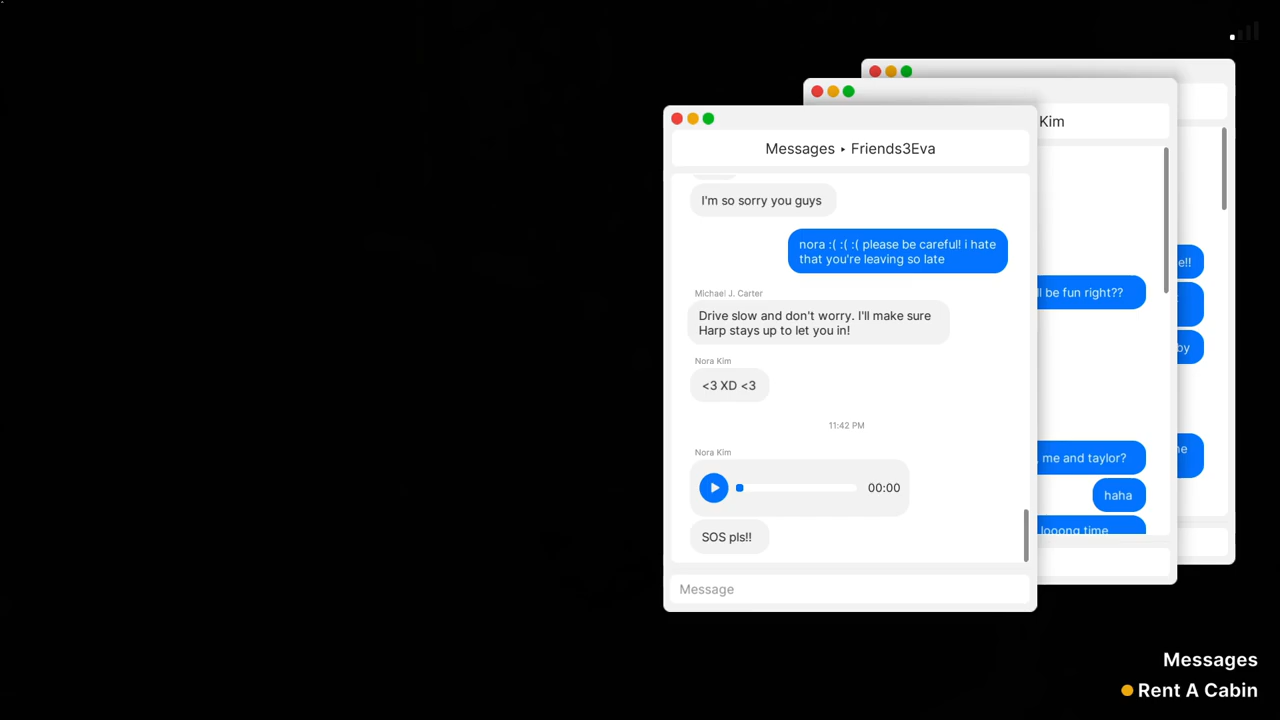 Messages ‣ Friends3Eva
I'm so sorry you guys
nora :( :( :( please be careful! i hate
that you're leaving so late
Michael J. Carter
Drive slow and don't worry. I'll make sure
Harp stays up to let you in!
Nora Kim
<3 XD <3
11:42 PM
Nora Kim
00:00
SOS pls!!
Message
Kim
be fun right??
me and taylor?
haha
looong time
by
Messages
Rent A Cabin